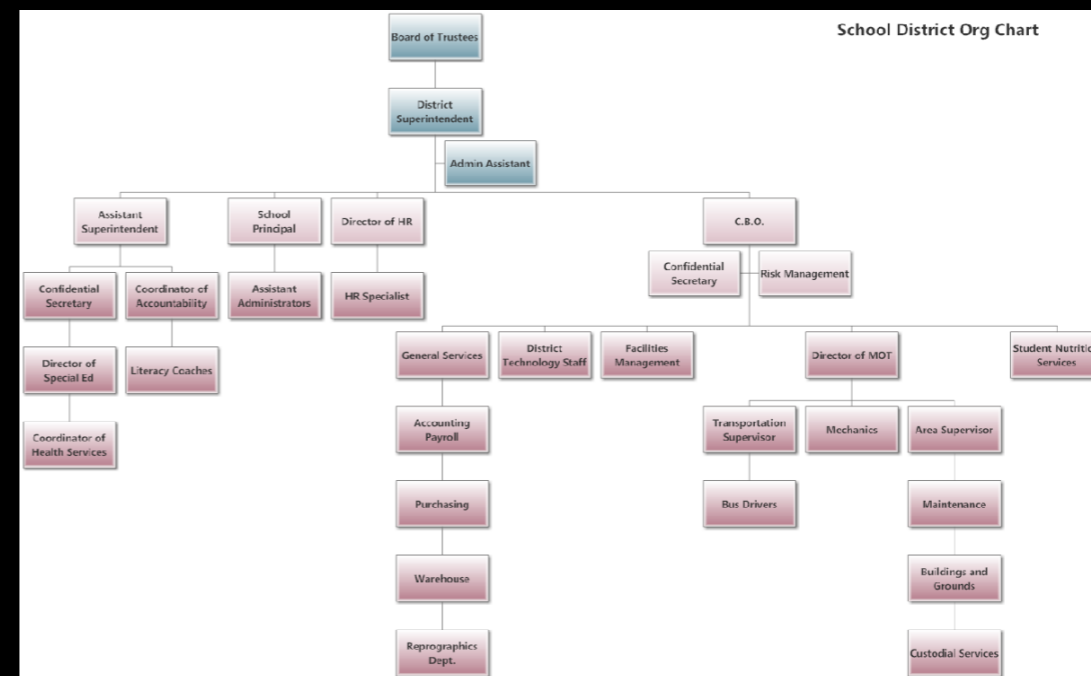 School District Org Chart
Board of Trustees
District
Superintendent
Admin Assistant
Assistant
Superintendent
School
Principal
Director of HR
C.B.O.
Confidential
Secretary
Risk Management
Confidential
Secretary
Coordinator of
Accountability
Assistant
Administrators
HR Specialist
General Services
District
Technology Staff
Facilities
Management
Director of MOT
Student Nutritio
Services
Director of
Special Ed
Literacy Coaches
Accounting
Payroll
Transportation
Supervisor
Mechanics
Area Supervisor
Coordinator of
Health Services
Purchasing
Bus Drivers
Maintenance
Warehouse
Buildings and
Grounds
Reprographics
Dept.
Custodial Services